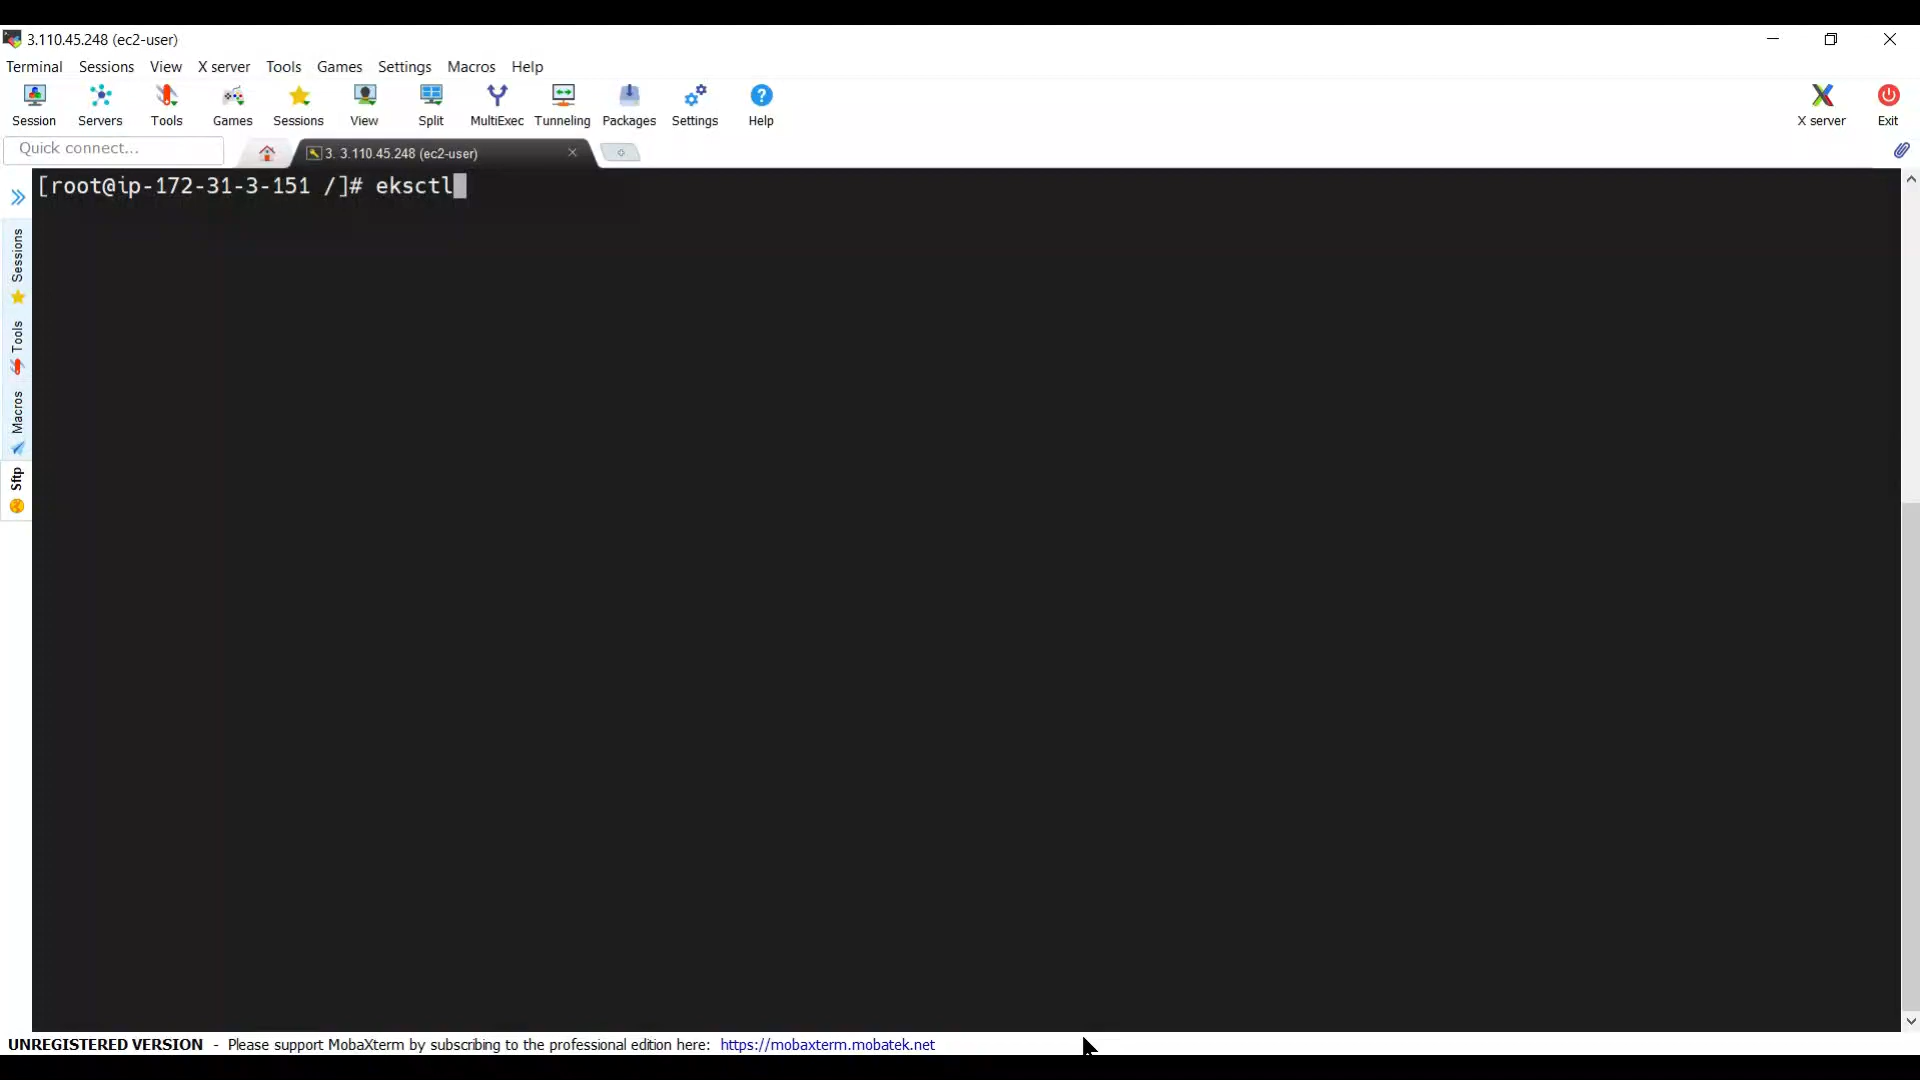 3.110.45.248 (ec2-user)
Terminal Sessions View X server Tools Games Settings Macros Help
Session Servers Tools Games Sessions View Split MultiExec Tunneling Packages Settings Help X server Exit
Quick connect...
3. 3.110.45.248 (ec2-user)
[root@ip-172-31-3-151 /]# eksctl
Sessions
Tools
Macros
Sftp
UNREGISTERED VERSION - Please support MobaXterm by subscribing to the professional edition here: https://mobaxterm.mobatek.net